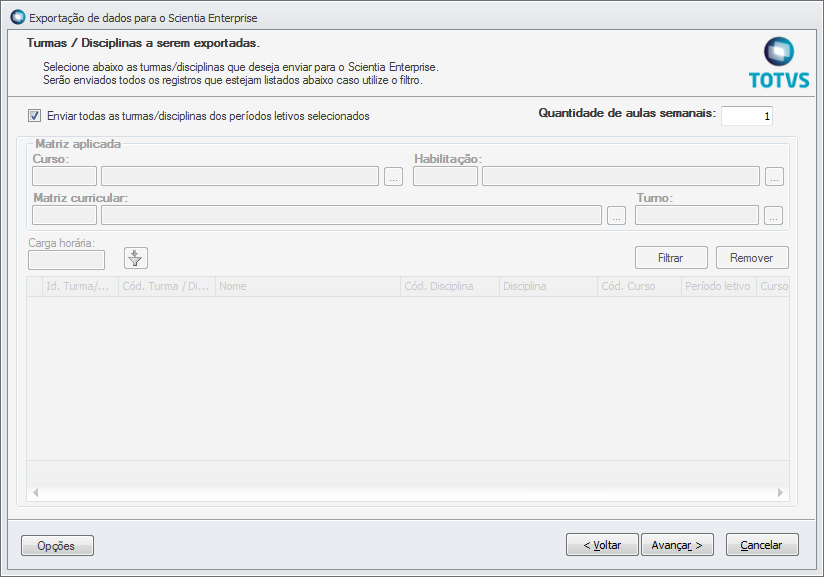 Exportação de dados para o Scientia Enterprise
Turmas / Disciplinas a serem exportadas.
Selecione abaixo as turmas/disciplinas que deseja enviar para o Scientia Enterprise.
Serão enviados todos os registros que estejam listados abaixo caso utilize o filtro.
TOTVS
Enviar todas as turmas/disciplinas dos períodos letivos selecionados
Quantidade de aulas semanais: 1
Matriz aplicada
Curso: Habilitação:
... ...
Matriz curricular: Turno:
... ...
Carga horária:
Filtrar Remover
Id. Turma/... Cód. Turma / Di... Nome Cód. Disciplina Disciplina Cód. Curso Período letivo Curso
Opções < Voltar Avançar > Cancelar